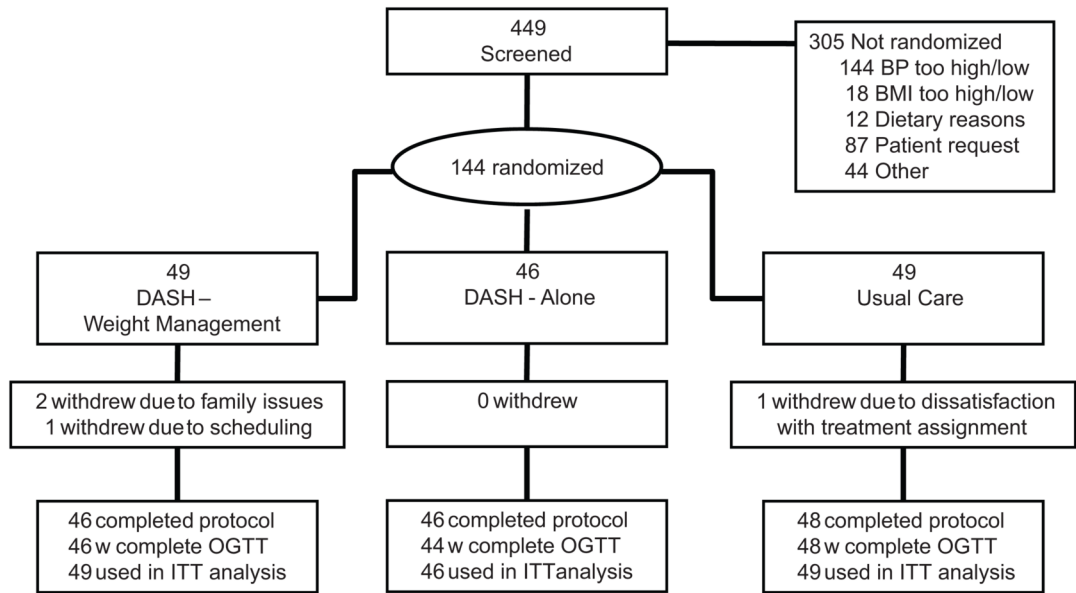 449
Screened
305 Not randomized
144 BP too high/low
18 BMI too high/low
12 Dietary reasons
87 Patient request
44 Other
144 randomized
49
DASH –
Weight Management
46
DASH - Alone
49
Usual Care
2 withdrew due to family issues
1 withdrew due to scheduling
0 withdrew
1 withdrew due to dissatisfaction
with treatment assignment
46 completed protocol
46 w complete OGTT
49 used in ITT analysis
46 completed protocol
44 w complete OGTT
46 used in ITTanalysis
48 completed protocol
48 w complete OGTT
49 used in ITT analysis